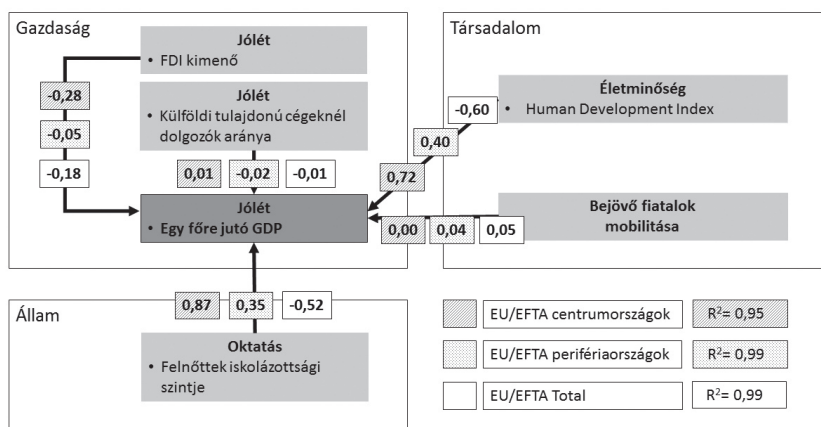 Gazdaság
Jólét
• FDI kimenő
-0,28
-0,05
-0,18
Jólét
• Külföldi tulajdonú cégeknél
dolgozók aránya
0,01 -0,02 -0,01
Jólét
• Egy főre jutó GDP
Társadalom
Életminőség
• Human Development Index
-0,60
0,40
0,72
Bejövő fiatalok
mobilitása
0,00 0,04 0,05
Állam
0,87 0,35 -0,52
Oktatás
• Felnőttek iskolázottsági
szintje
EU/EFTA centrumországok R²= 0,95
EU/EFTA perifériaországok R²= 0,99
EU/EFTA Total R²= 0,99